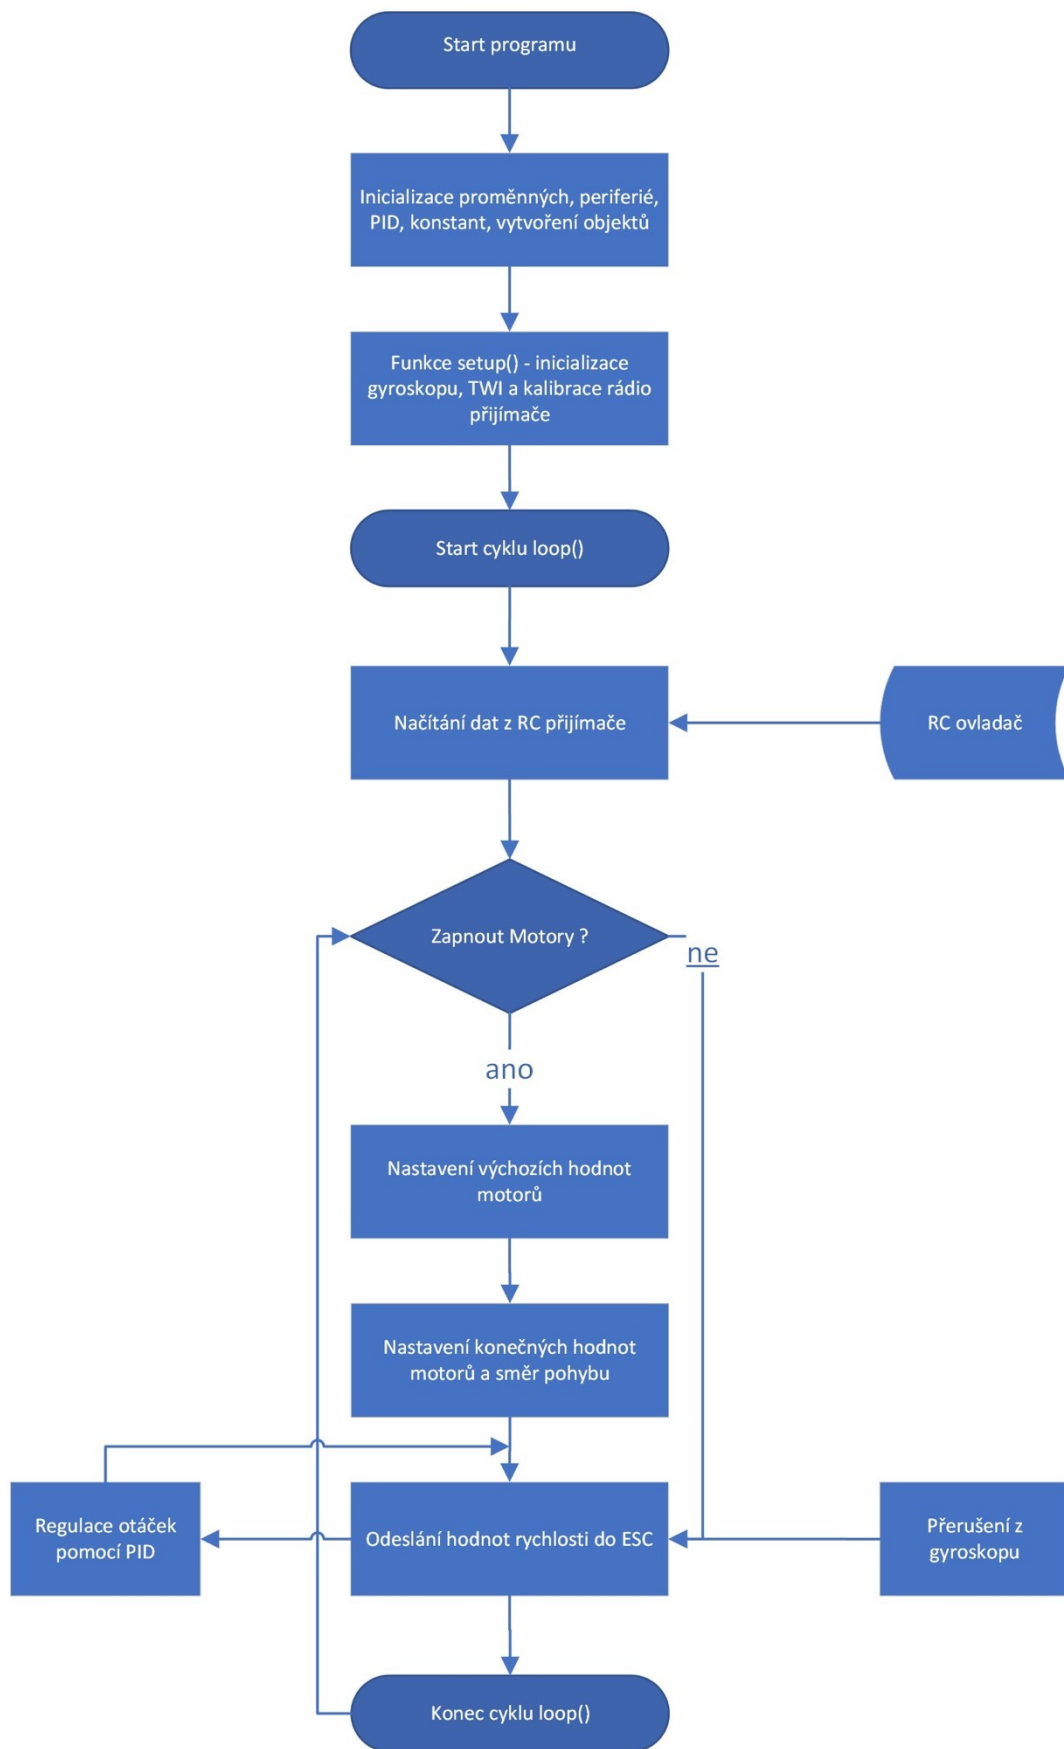 Start programu
Inicializace proměnných, periferié,
PID, konstant, vytvoření objektů
Funkce setup() - inicializace
gyroskopu, TWI a kalibrace rádio
přijímače
Start cyklu loop()
Načítání dat z RC přijímače
RC ovladač
Zapnout Motory ?
ne
ano
Nastavení výchozích hodnot
motorů
Nastavení konečných hodnot
motorů a směr pohybu
Regulace otáček
pomocí PID
Odeslání hodnot rychlosti do ESC
Přerušení z
gyroskopu
Konec cyklu loop()